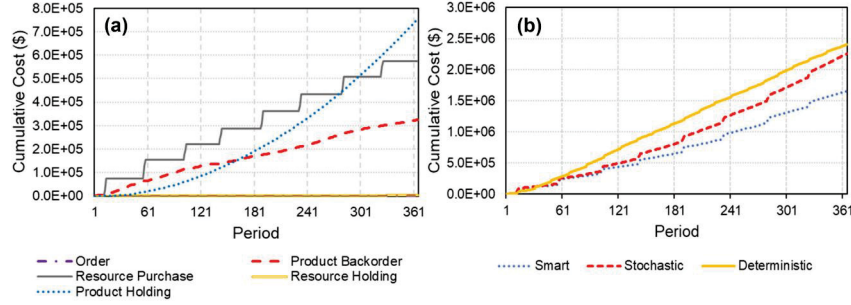 (a)
Cumulative Cost ($)
8.0E+05
7.0E+05
6.0E+05
5.0E+05
4.0E+05
3.0E+05
2.0E+05
1.0E+05
0.0E+00
1 61 121 181 241 301 361
Period
Order
Product Backorder
Resource Purchase
Resource Holding
Product Holding
(b)
Cumulative Cost ($)
3.0E+06
2.5E+06
2.0E+06
1.5E+06
1.0E+06
5.0E+05
0.0E+00
1 61 121 181 241 301 361
Period
Smart
Stochastic
Deterministic